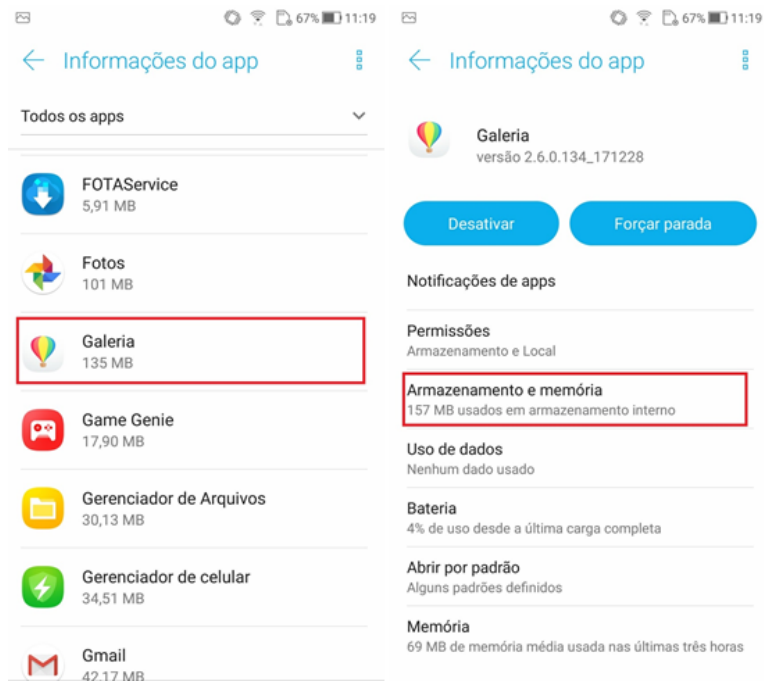 67% 11:19
Informações do app
Todos os apps
FOTAService
5,91 MB
Fotos
101 MB
Galeria
135 MB
Game Genie
17,90 MB
Gerenciador de Arquivos
30,13 MB
Gerenciador de celular
34,51 MB
Gmail
42,17 MB
67% 11:19
Informações do app
Galeria
versão 2.6.0.134_171228
Desativar
Forçar parada
Notificações de apps
Permissões
Armazenamento e Local
Armazenamento e memória
157 MB usados em armazenamento interno
Uso de dados
Nenhum dado usado
Bateria
4% de uso desde a última carga completa
Abrir por padrão
Alguns padrões definidos
Memória
69 MB de memória média usada nas últimas três horas